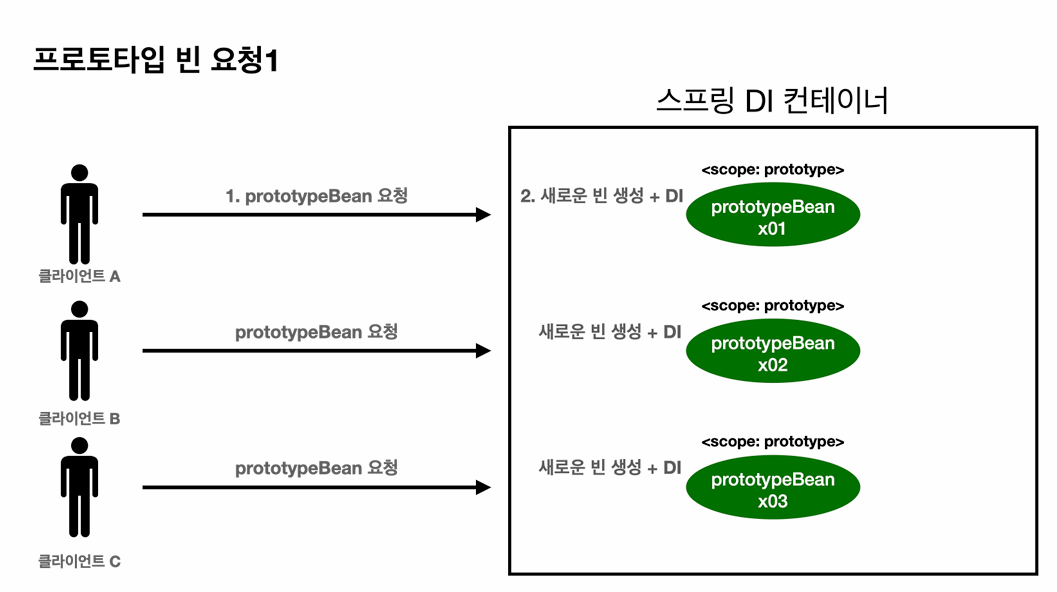 프로토타입 빈 요청1
스프링 DI 컨테이너
<scope: prototype>
1. prototypeBean 요청
2. 새로운 빈 생성 + DI
prototypeBean
x01
클라이언트 A
<scope: prototype>
prototypeBean 요청
새로운 빈 생성 + DI
prototypeBean
x02
클라이언트 B
<scope: prototype>
prototypeBean 요청
새로운 빈 생성 + DI
prototypeBean
x03
클라이언트 C